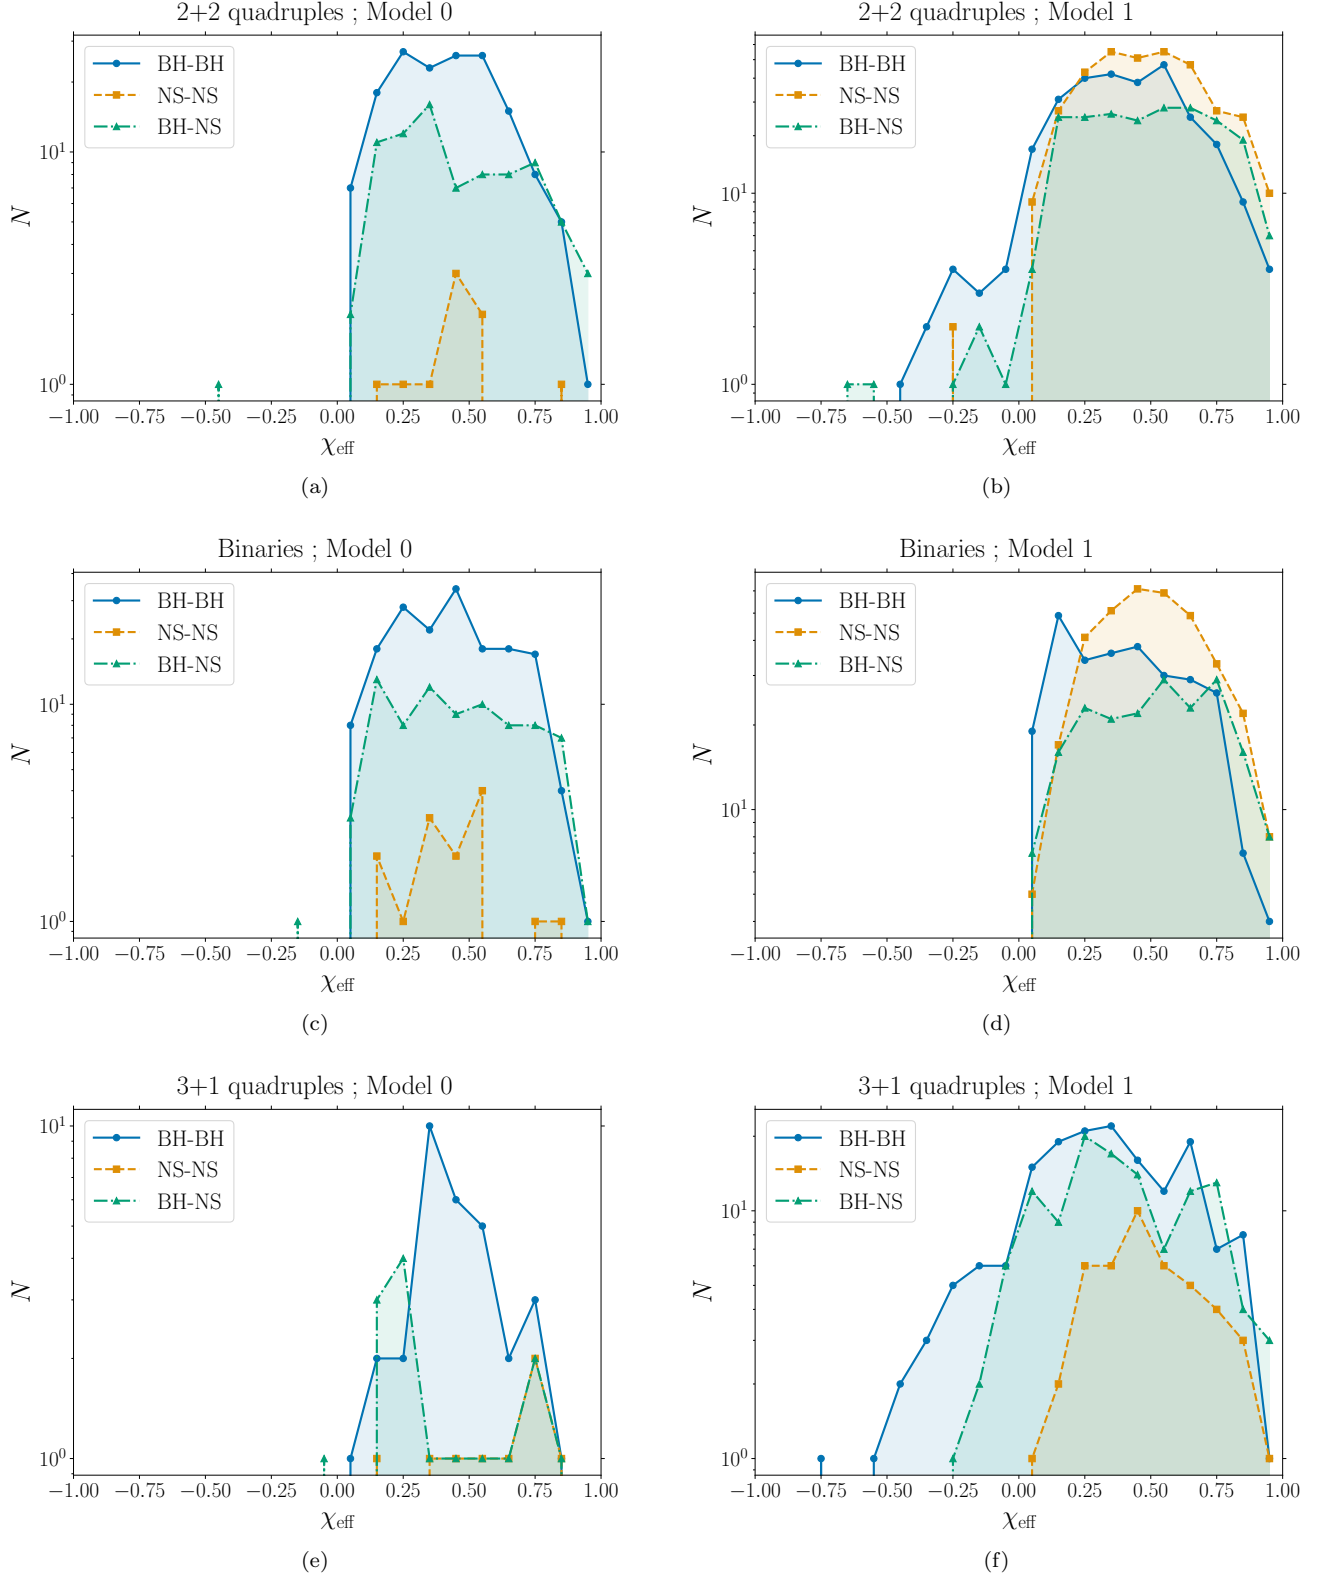 2+2 quadruples ; Model 0
BH-BH
NS-NS
BH-NS
10¹
10⁰
N
−1.00 −0.75 −0.50 −0.25 0.00 0.25 0.50 0.75 1.00
χeff
(a)
2+2 quadruples ; Model 1
BH-BH
NS-NS
BH-NS
10¹
10⁰
N
−1.00 −0.75 −0.50 −0.25 0.00 0.25 0.50 0.75 1.00
χeff
(b)
Binaries ; Model 0
BH-BH
NS-NS
BH-NS
10¹
10⁰
N
−1.00 −0.75 −0.50 −0.25 0.00 0.25 0.50 0.75 1.00
χeff
(c)
Binaries ; Model 1
BH-BH
NS-NS
BH-NS
10¹
N
−1.00 −0.75 −0.50 −0.25 0.00 0.25 0.50 0.75 1.00
χeff
(d)
3+1 quadruples ; Model 0
BH-BH
NS-NS
BH-NS
10¹
10⁰
N
−1.00 −0.75 −0.50 −0.25 0.00 0.25 0.50 0.75 1.00
χeff
(e)
3+1 quadruples ; Model 1
BH-BH
NS-NS
BH-NS
10¹
10⁰
N
−1.00 −0.75 −0.50 −0.25 0.00 0.25 0.50 0.75 1.00
χeff
(f)